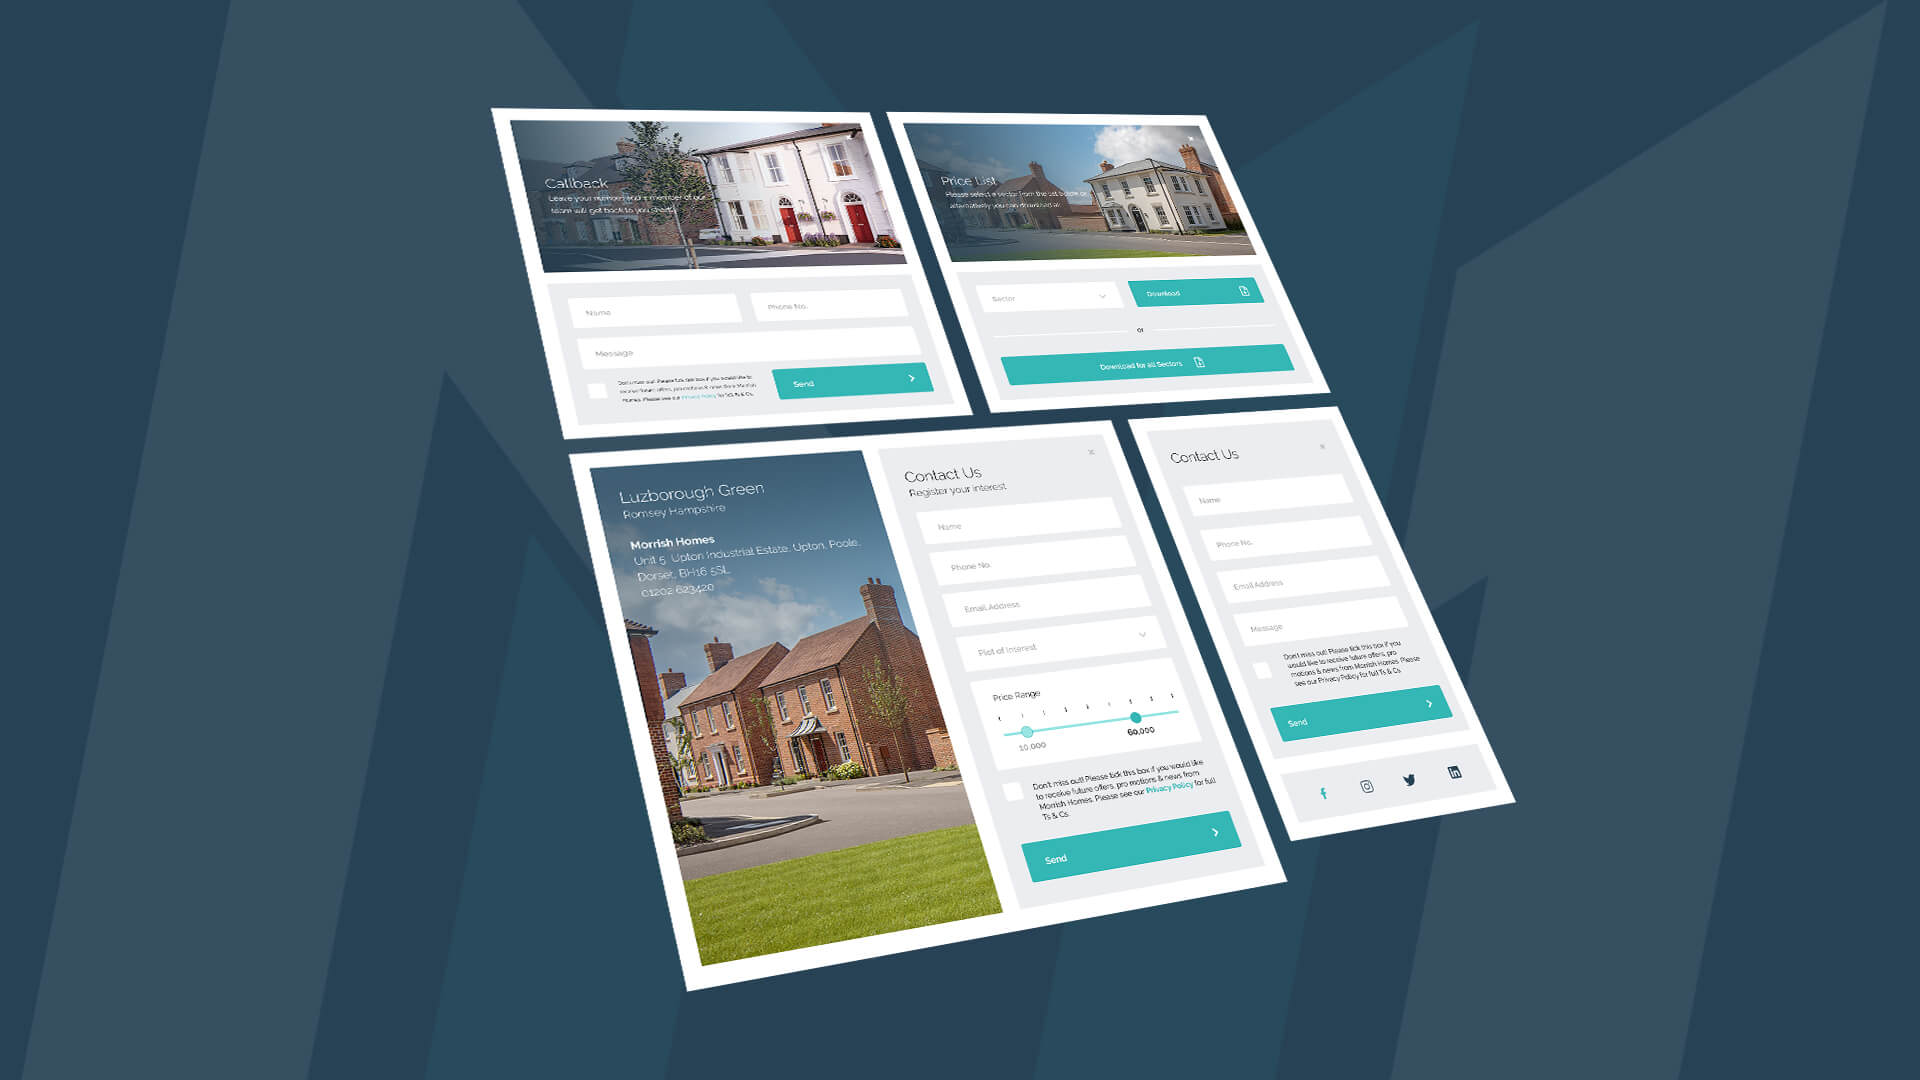 Callback
Leave your number and a member of our
team will get back to you shortly
Name
Phone No.
Message
Don't miss out! Please tick this box if you would like to
receive future offers, promotions & news from Morrish
Homes. Please see our Privacy Policy for full Ts & Cs.
Send
Price List
Please select a sector from the list below or
alternatively you can download all
Sector
Download
or
Download for all Sectors
Luzborough Green
Romsey Hampshire
Morrish Homes
Unit 5, Upton Industrial Estate, Upton, Poole,
Dorset, BH16 5SL
01202 623420
Contact Us
Register your interest
Name
Phone No
Email Address
Plot of Interest
Price Range
10,000
60,000
Don't miss out! Please tick this box if you would like
to receive future offers, pro motions & news from
Morrish Homes. Please see our Privacy Policy for full
Ts & Cs.
Send
Contact Us
Name
Phone No.
Email Address
Message
Don't miss out! Please tick this box if you
would like to receive future offers, pro
motions & news from Morrish Homes. Please
see our Privacy Policy for full Ts & Cs.
Send